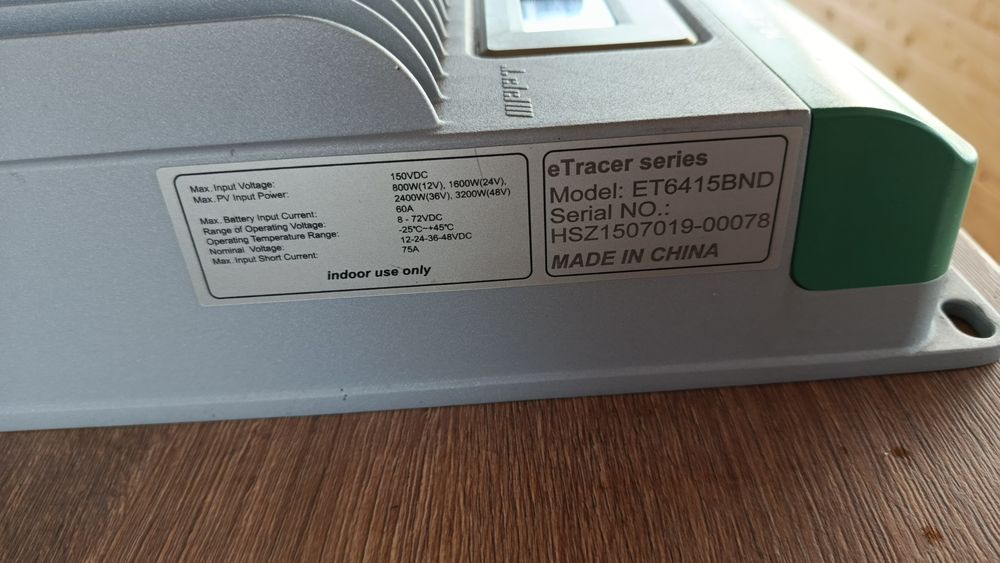 Max. Input Voltage: 150VDC
Max. PV Input Power: 800W(12V), 1600W(24V),
2400W(36V), 3200W(48V)
Max. Battery Input Current: 60A
Range of Operating Voltage: 8 - 72VDC
Operating Temperature Range: -25℃~+45℃
Nominal Voltage: 12-24-36-48VDC
Max. Input Short Current: 75A
indoor use only
eTracer series
Model: ET6415BND
Serial NO.:
HSZ1507019-00078
MADE IN CHINA